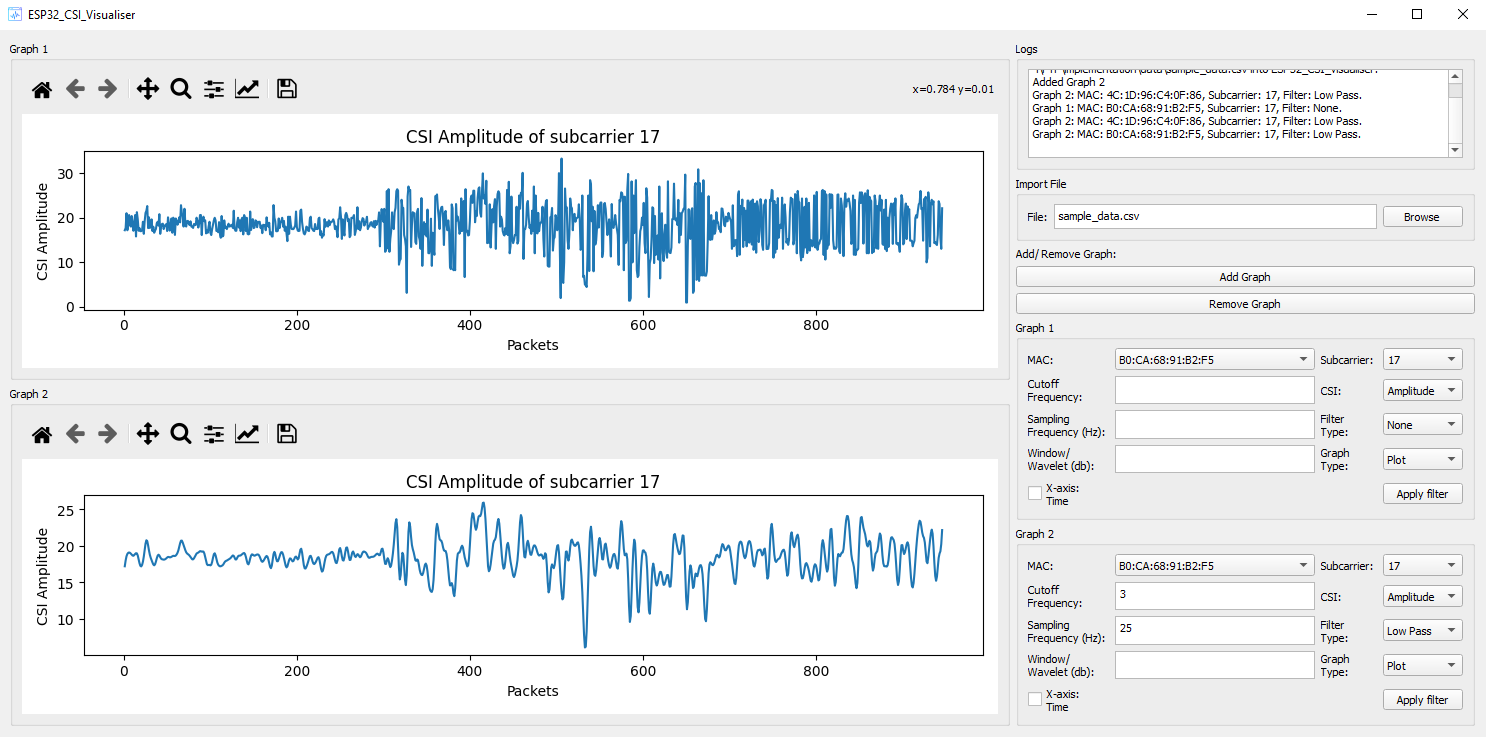 ESP32_CSI_Visualiser
Graph 1
x=0.784 y=0.01
CSI Amplitude of subcarrier 17
CSI Amplitude
30
20
10
0
0 200 400 600 800
Packets
Graph 2
CSI Amplitude of subcarrier 17
CSI Amplitude
25
20
15
10
0 200 400 600 800
Packets
Logs
Added Graph 2
Graph 2: MAC: 4C:1D:96:C4:0F:86, Subcarrier: 17, Filter: Low Pass.
Graph 1: MAC: B0:CA:68:91:B2:F5, Subcarrier: 17, Filter: None.
Graph 2: MAC: 4C:1D:96:C4:0F:86, Subcarrier: 17, Filter: Low Pass.
Graph 2: MAC: B0:CA:68:91:B2:F5, Subcarrier: 17, Filter: Low Pass.
Import File
File: sample_data.csv Browse
Add/Remove Graph:
Add Graph
Remove Graph
Graph 1
MAC: B0:CA:68:91:B2:F5 Subcarrier: 17
Cutoff
Frequency: CSI: Amplitude
Sampling
Frequency (Hz): Filter
Type: None
Window/
Wavelet (db): Graph
Type: Plot
X-axis:
Time Apply filter
Graph 2
MAC: B0:CA:68:91:B2:F5 Subcarrier: 17
Cutoff
Frequency: 3 CSI: Amplitude
Sampling
Frequency (Hz): 25 Filter
Type: Low Pass
Window/
Wavelet (db): Graph
Type: Plot
X-axis:
Time Apply filter